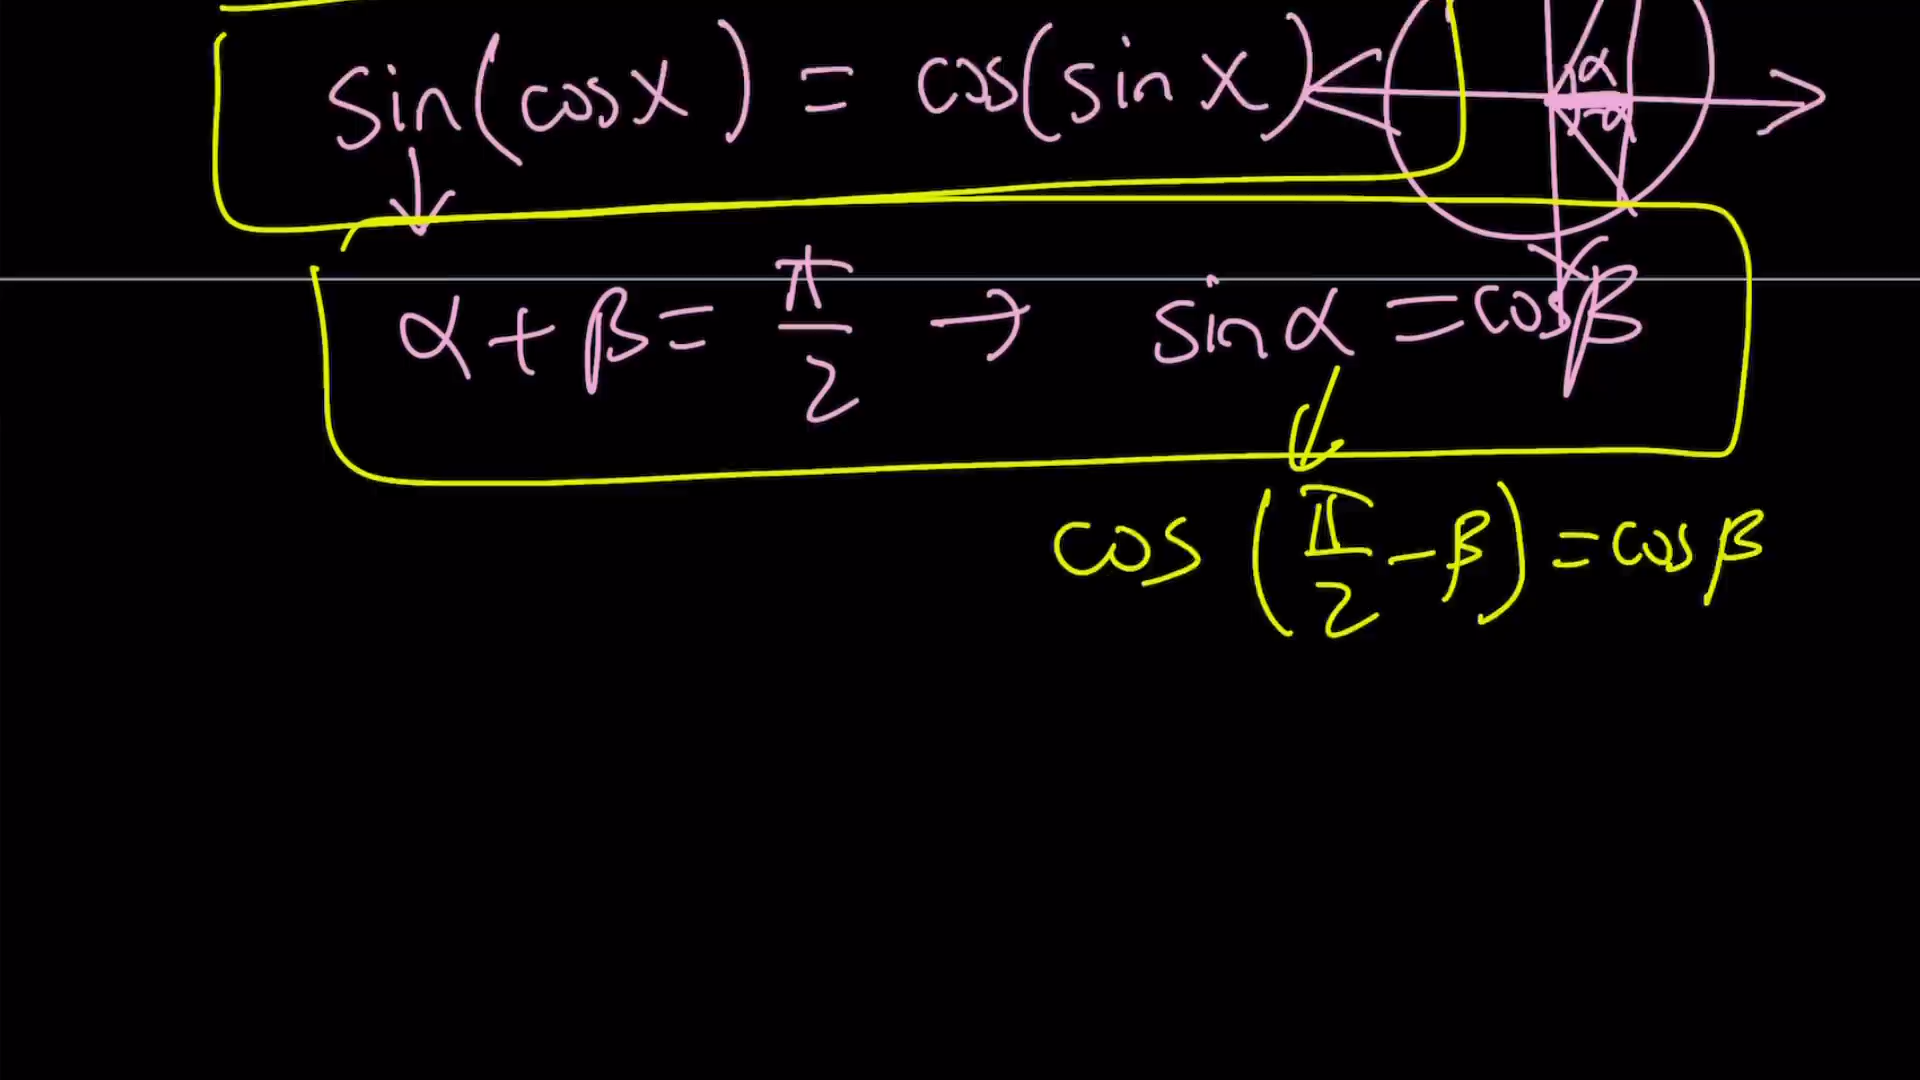 sin(cosx) = cos(sinx)
α
-α
α + β = π/2 → sinα = cosβ
cos(π/2 - β) = cosβ